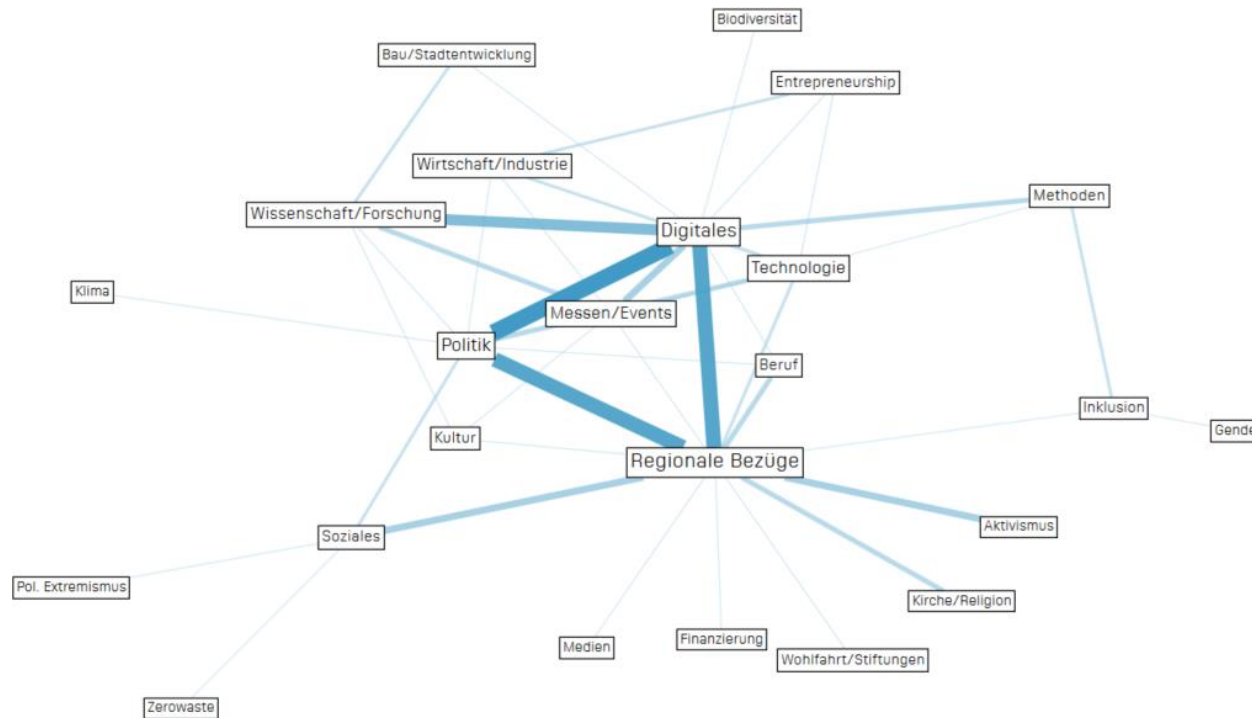 Biodiversität
Bau/Stadtentwicklung
Entrepreneurship
Wirtschaft/Industrie
Methoden
Wissenschaft/Forschung
Digitales
Technologie
Klima
Messen/Events
Politik
Beruf
Inklusion
Gende
Kultur
Regionale Bezüge
Aktivismus
Soziales
Pol. Extremismus
Kirche/Religion
Finanzierung
Medien
Wohlfahrt/Stiftungen
Zerowaste